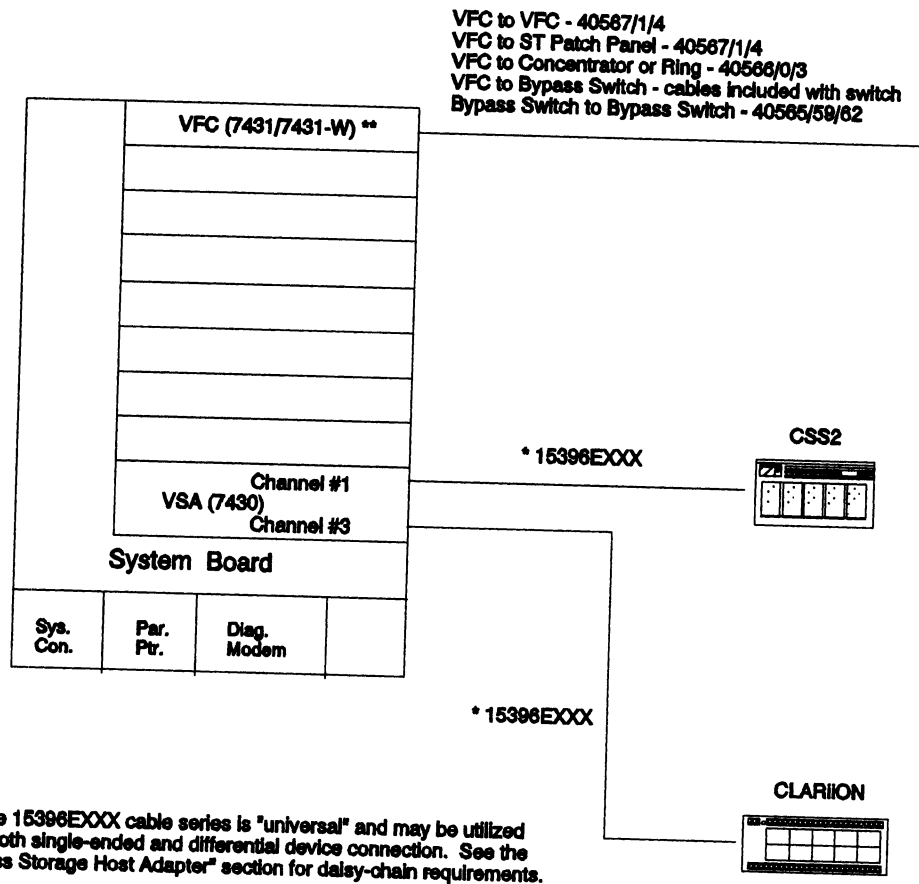 VFC to VFC - 40567/1/4
VFC to ST Patch Panel - 40567/1/4
VFC to Concentrator or Ring - 40566/0/3
VFC to Bypass Switch - cables included with switch
Bypass Switch to Bypass Switch - 40565/59/62
VFC (7431/7431-W) **
CSS2
* 15396EXXX
Channel #1
VSA (7430)
Channel #3
System Board
Sys. Con.
Par. Ptr.
Diag. Modem
* 15396EXXX
CLARiiON
15396EXXX cable series is "universal" and may be utilized
single-ended and differential device connection. See the
Storage Host Adapter" section for daisy-chain requirements.